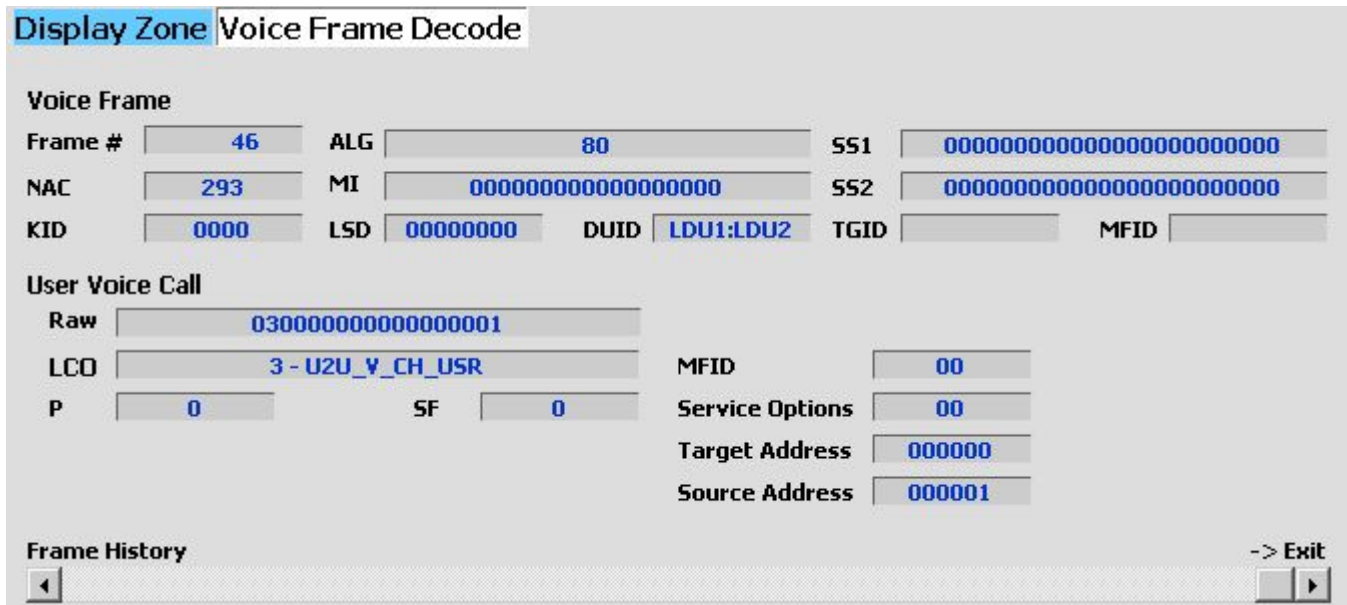 Display Zone Voice Frame Decode
Voice Frame
Frame # 46 ALG 80 SS1 000000000000000000000000
NAC 293 MI 000000000000000000 SS2 000000000000000000000000
KID 0000 LSD 00000000 DUID LDU1:LDU2 TGID MFID
User Voice Call
Raw 030000000000000001
LCO 3 - U2U_V_CH_USR MFID 00
P 0 SF 0 Service Options 00
Target Address 000000
Source Address 000001
Frame History -> Exit